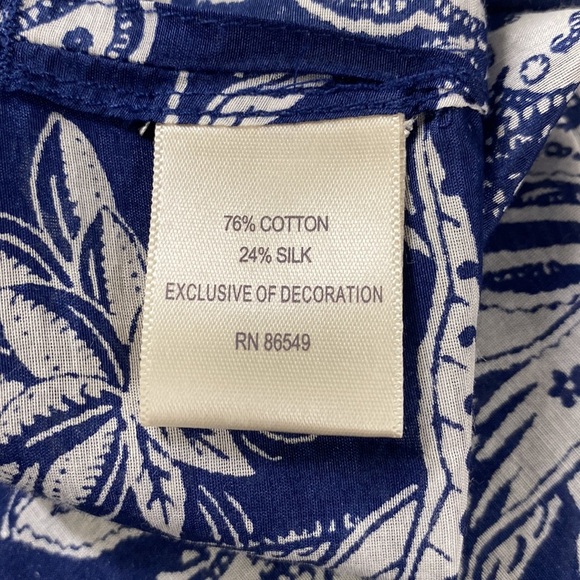 76% COTTON
24% SILK
EXCLUSIVE OF DECORATION
RN 86549